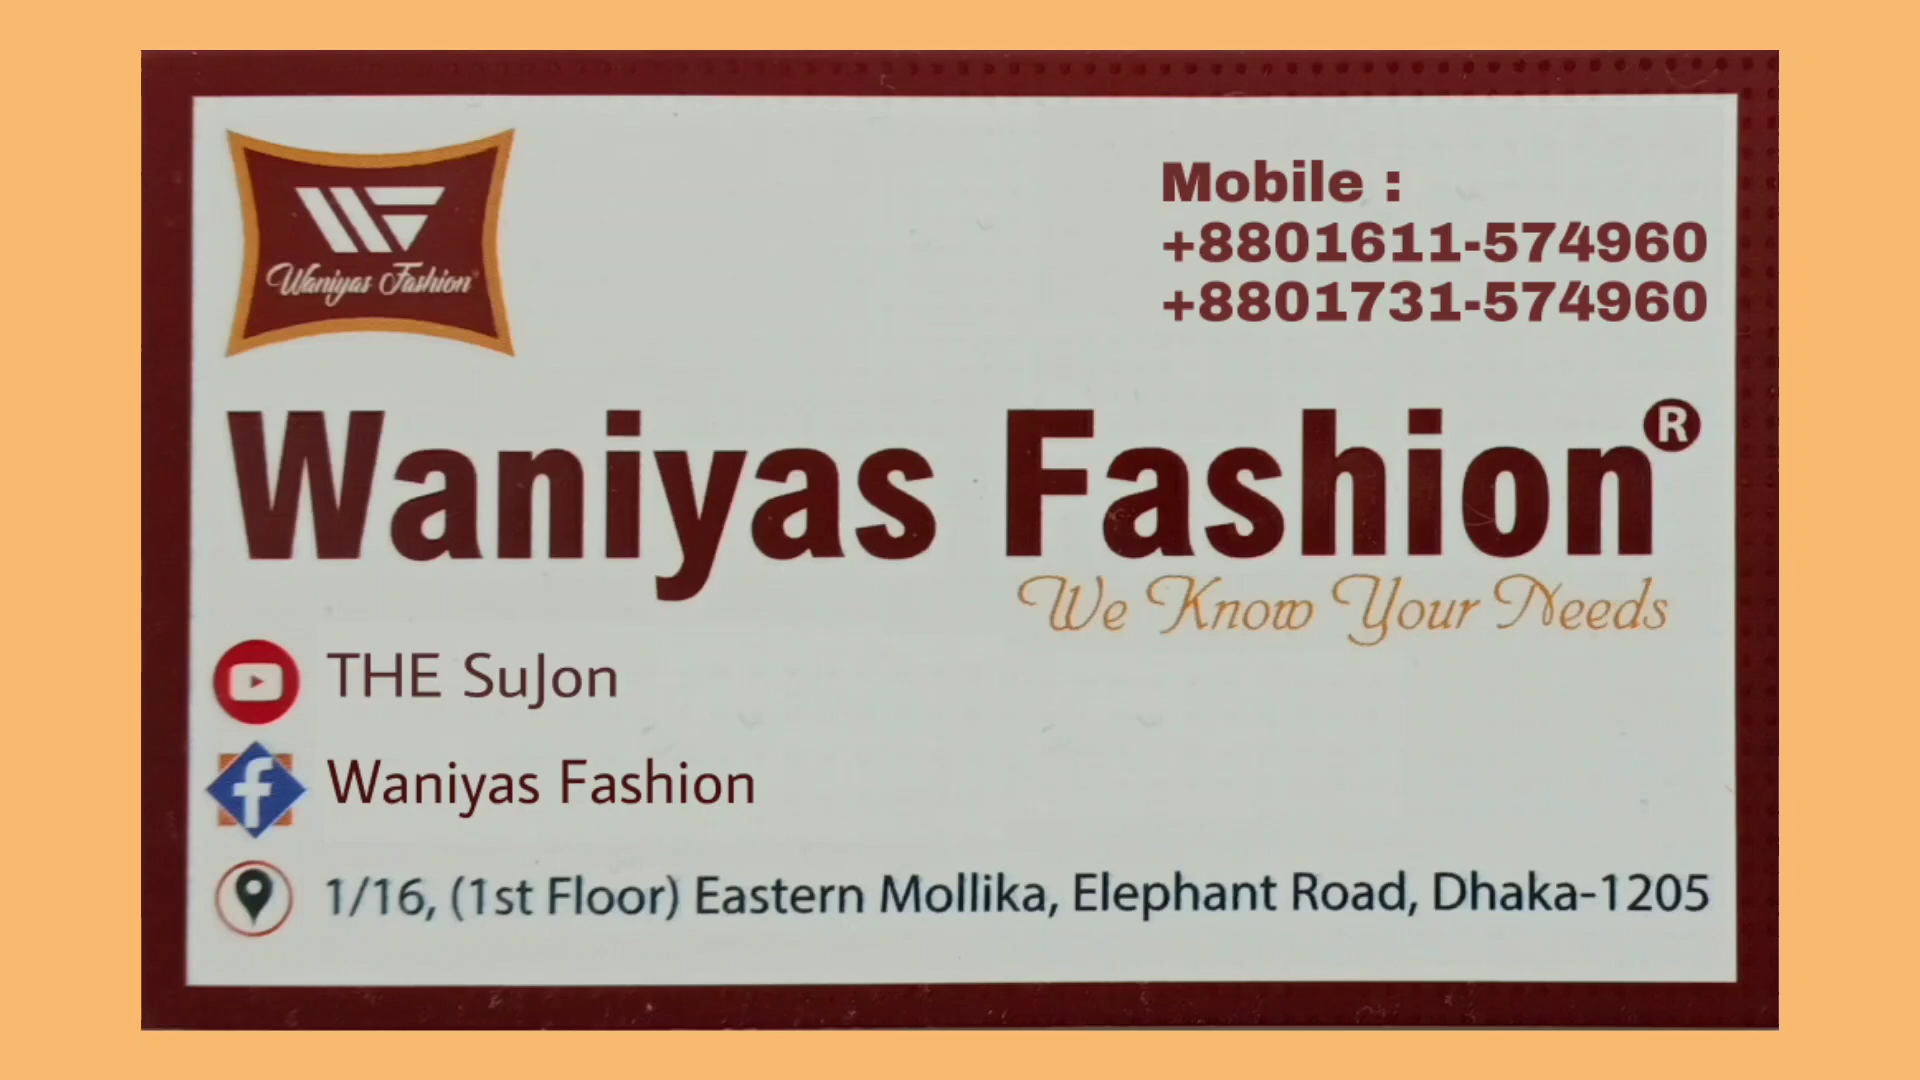 Waniyas Fashion
Mobile :
+8801611-574960
+8801731-574960
Waniyas Fashion®
We Know Your Needs
THE SuJon
Waniyas Fashion
1/16, (1st Floor) Eastern Mollika, Elephant Road, Dhaka-1205